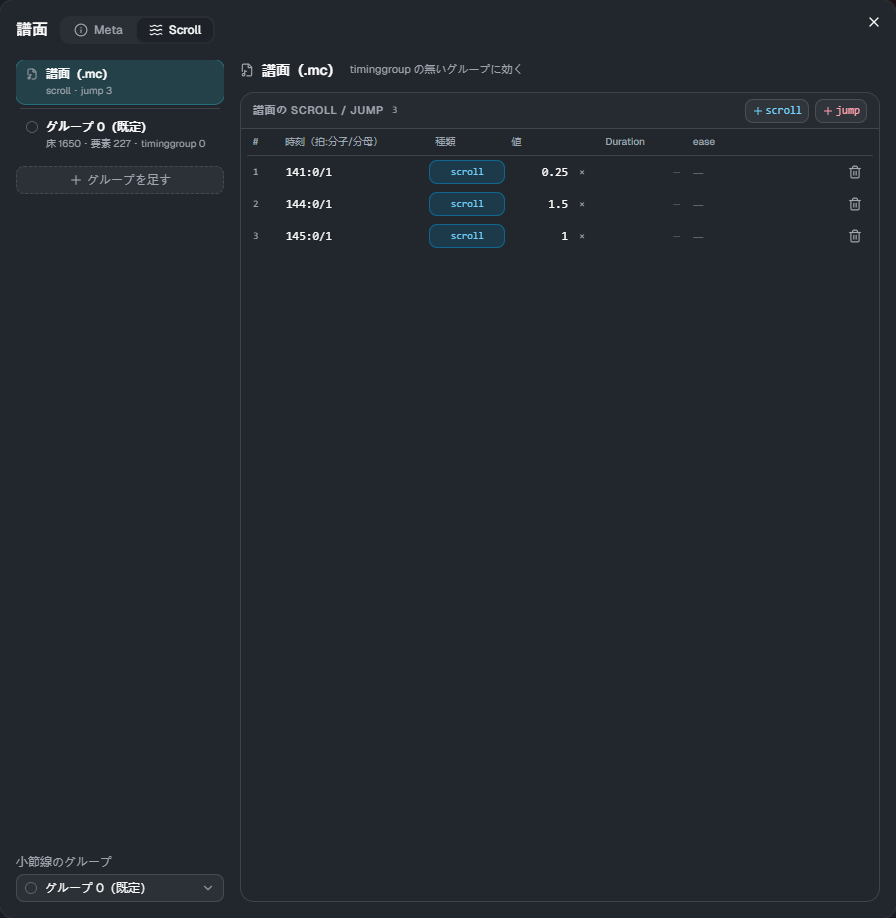 譜面 Meta Scroll
譜面 (.mc)
scroll · jump 3
グループ 0 (既定)
床 1650 · 要素 227 · timinggroup 0
+ グループを足す
小節線のグループ
グループ 0 (既定)
譜面 (.mc) timinggroup の無いグループに効く
譜面の SCROLL / JUMP 3 + scroll + jump
# 時刻 (拍:分子/分母) 種類 値 Duration ease
1 141:0/1 scroll 0.25 × — —
2 144:0/1 scroll 1.5 × — —
3 145:0/1 scroll 1 × — —